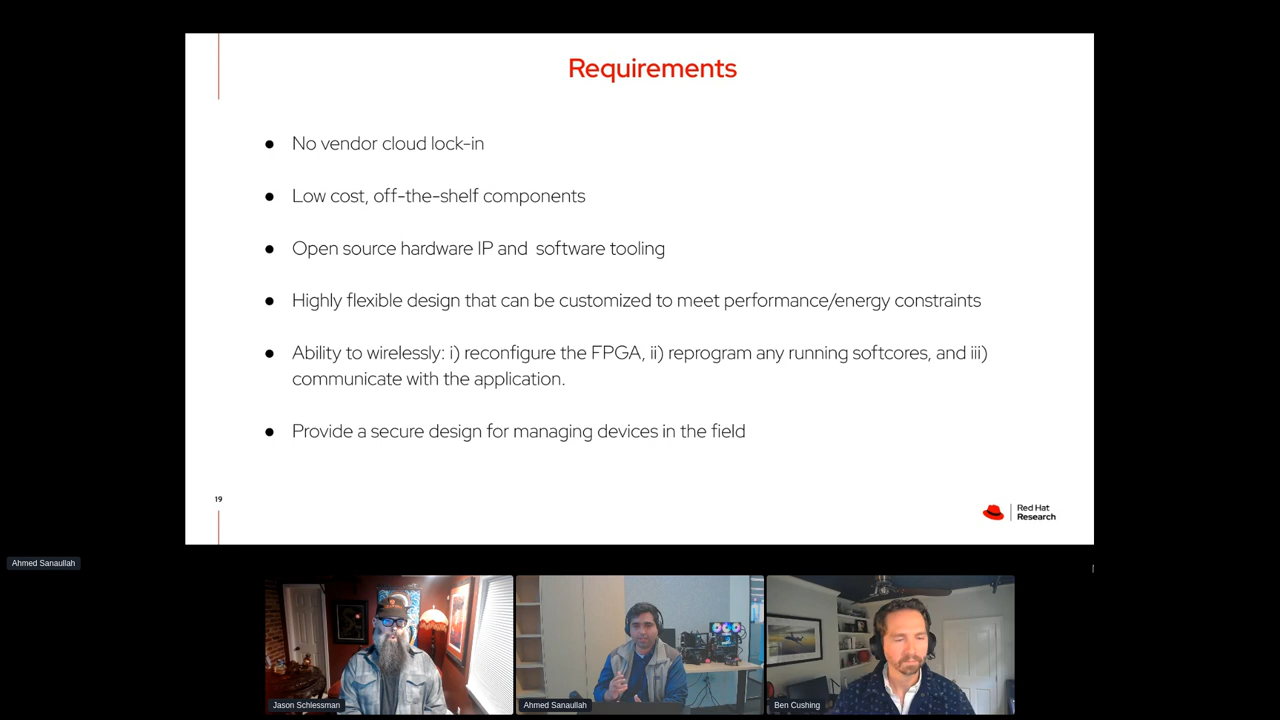 Requirements
● No vendor cloud lock-in
● Low cost, off-the-shelf components
● Open source hardware IP and  software tooling
● Highly flexible design that can be customized to meet performance/energy constraints
● Ability to wirelessly: i) reconfigure the FPGA, ii) reprogram any running softcores, and iii)
communicate with the application.
● Provide a secure design for managing devices in the field
19
Red Hat
Research
Ahmed Sanaullah
Jason Schlessman
Ahmed Sanaullah
Ben Cushing